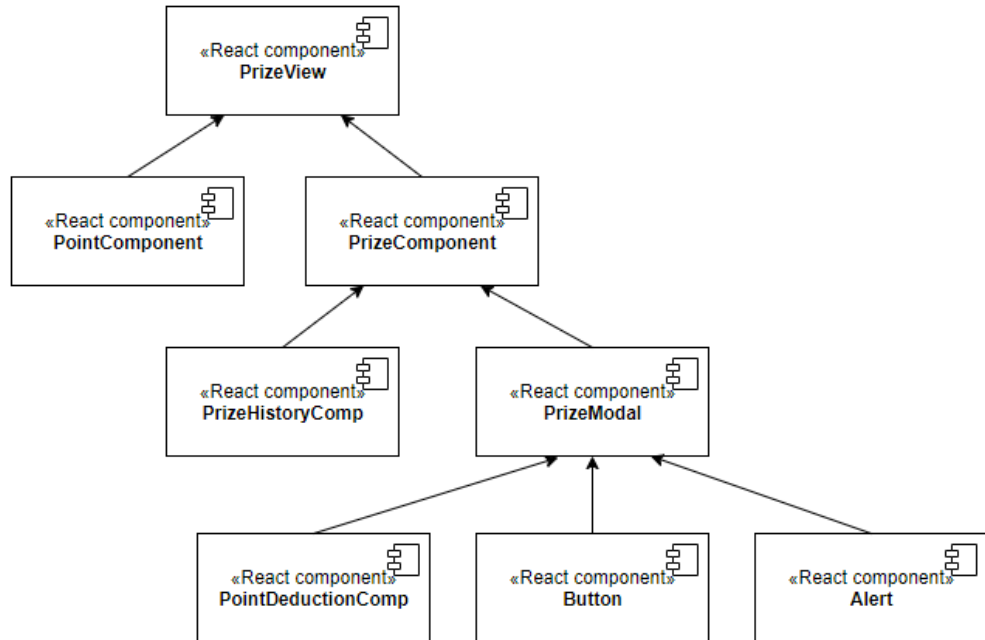 «React component»
PrizeView
«React component»
PointComponent
«React component»
PrizeComponent
«React component»
PrizeHistoryComp
«React component»
PrizeModal
«React component»
PointDeductionComp
«React component»
Button
«React component»
Alert